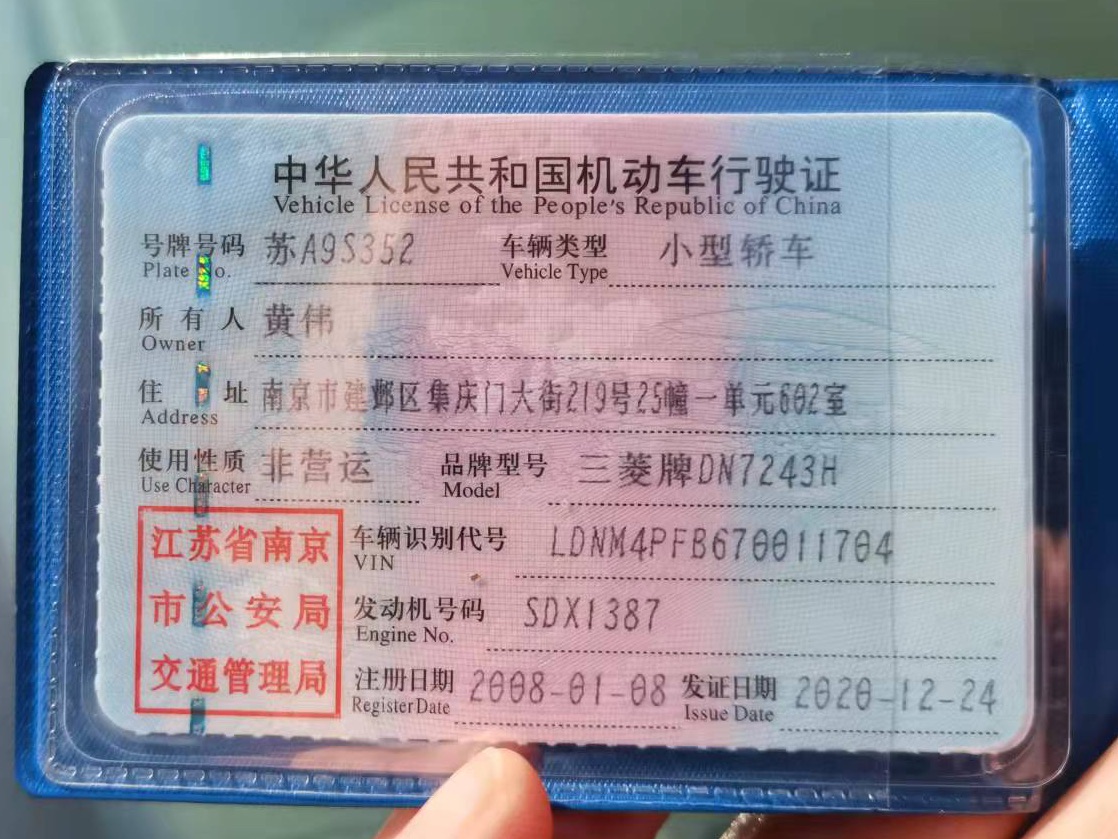 中华人民共和国机动车行驶证
Vehicle License of the People's Republic of China
号牌号码 苏A9S352 车辆类型 小型轿车
Plate No. Vehicle Type
所有人 黄伟
Owner
住址 南京市建邺区集庆门大街219号25幢一单元602室
Address
使用性质 非营运 品牌型号 三菱牌DN7243H
Use Character Model
江苏省南京
市公安局
交通管理局
车辆识别代号 LDNM4PFB670011704
VIN
发动机号码 SDX1387
Engine No.
注册日期 2008-01-08 发证日期 2020-12-24
Register Date Issue Date